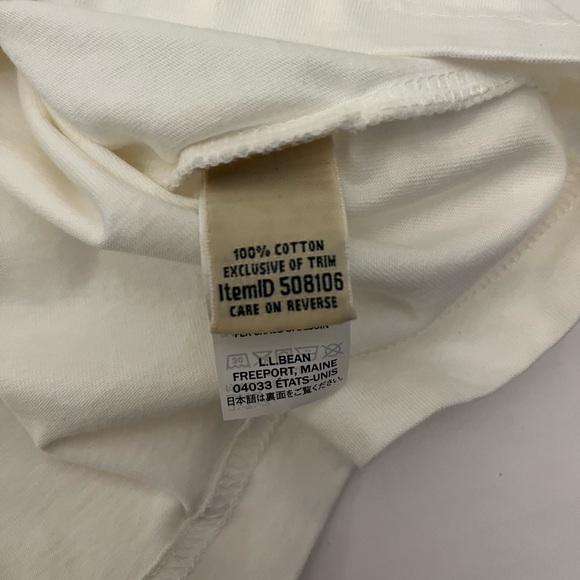 100% COTTON
EXCLUSIVE OF TRIM
ItemID 508106
CARE ON REVERSE
30
L.L.BEAN
FREEPORT, MAINE
04033 ÉTATS-UNIS
日本語は裏面をご覧ください